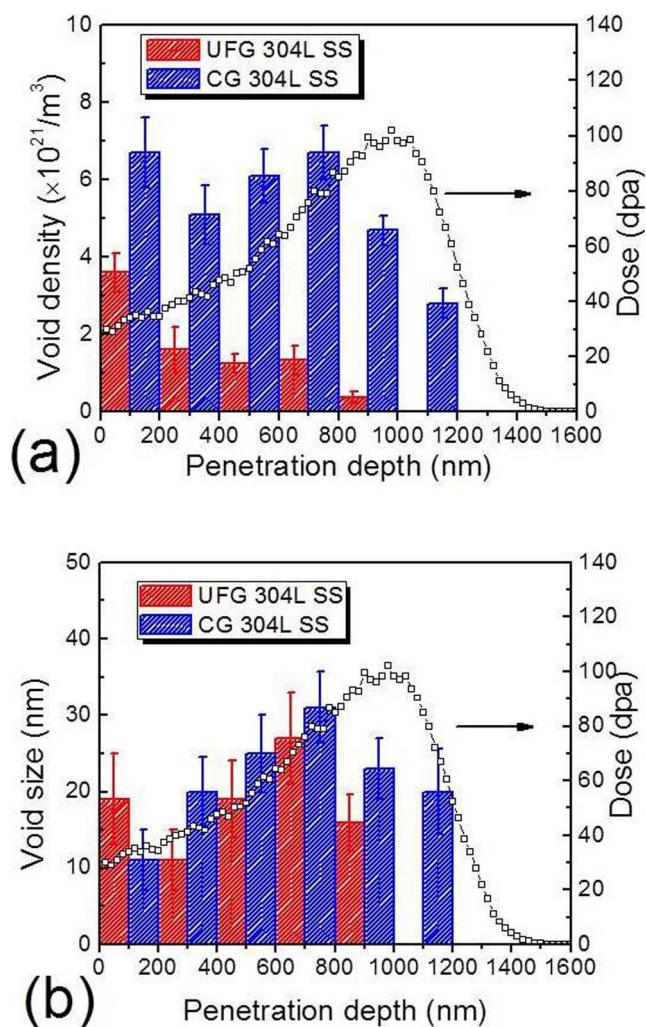 UFG 304L SS
CG 304L SS
Void density (×10²¹/m³)
10
8
6
4
2
0
140
120
100
80
60
40
20
0
Dose (dpa)
0 200 400 600 800 1000 1200 1400 1600
Penetration depth (nm)
(a)
UFG 304L SS
CG 304L SS
Void size (nm)
50
40
30
20
10
0
140
120
100
80
60
40
20
0
Dose (dpa)
0 200 400 600 800 1000 1200 1400 1600
Penetration depth (nm)
(b)